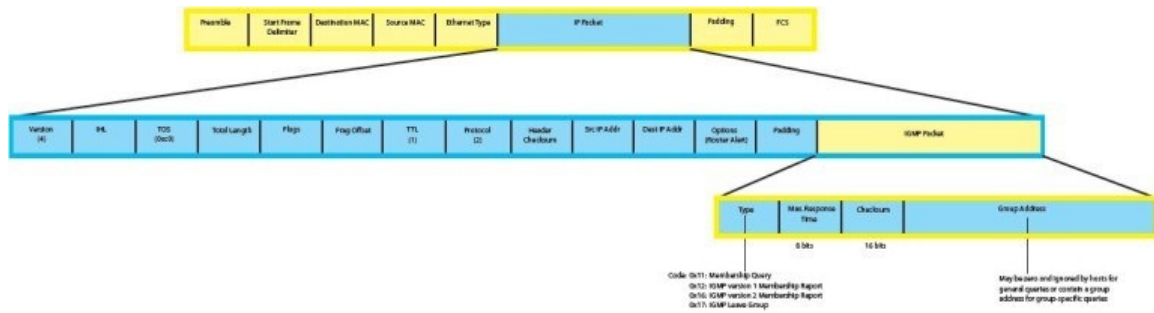 Preamble
Start Frame
Delimiter
Destination MAC
Source MAC
Ethernet Type
IP Packet
Padding
FCS
Version
(4)
IHL
TOS
(0xc0)
Total Length
Flags
Frag Offset
TTL
(1)
Protocol
(2)
Header
Checksum
Src IP Addr
Dest IP Addr
Options
(Router Alert)
Padding
IGMP Packet
Type
Max. Response
Time
Checksum
Group Address
8 bits
16 bits
Code: 0x11: Membership Query
0x12: IGMP version 1 Membership Report
0x16: IGMP version 2 Membership Report
0x17: IGMP Leave Group
May be zero and ignored by hosts for
general queries or contain a group
address for group-specific queries